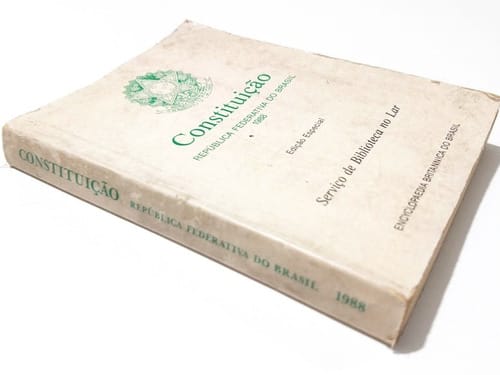 Constituição
REPÚBLICA FEDERATIVA DO BRASIL
1988
Edição Especial
Serviço de Biblioteca no Lar
ENCYCLOPAEDIA BRITANNICA DO BRASIL
CONSTITUIÇÃO REPÚBLICA FEDERATIVA DO BRASIL 1988